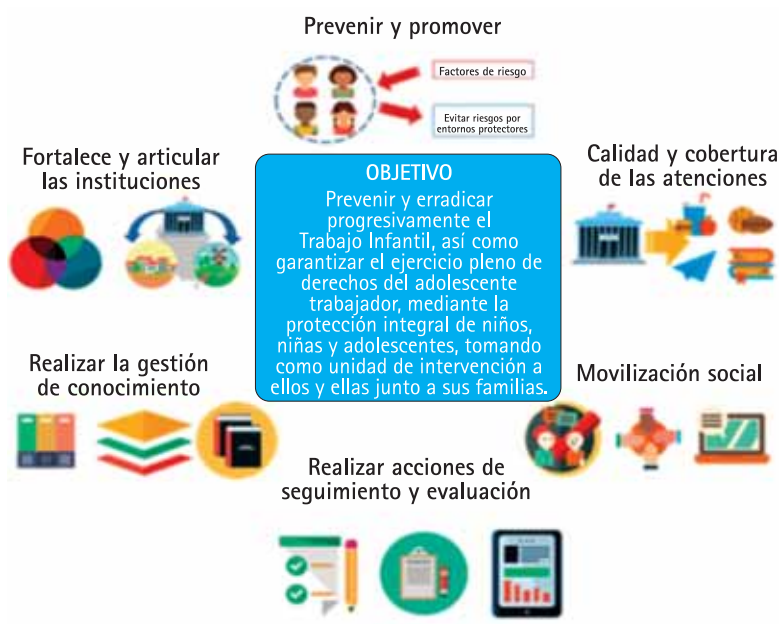 Prevenir y promover
Factores de riesgo
Evitar riesgos por
entornos protectores
Fortalece y articular
las instituciones
Calidad y cobertura
de las atenciones
OBJETIVO
Prevenir y erradicar
progresivamente el
Trabajo Infantil, así como
garantizar el ejercicio pleno de
derechos del adolescente
trabajador, mediante la
protección integral de niños,
niñas y adolescentes, tomando
como unidad de intervención a
ellos y ellas junto a sus familias.
Realizar la gestión
de conocimiento
Movilización social
Realizar acciones de
seguimiento y evaluación